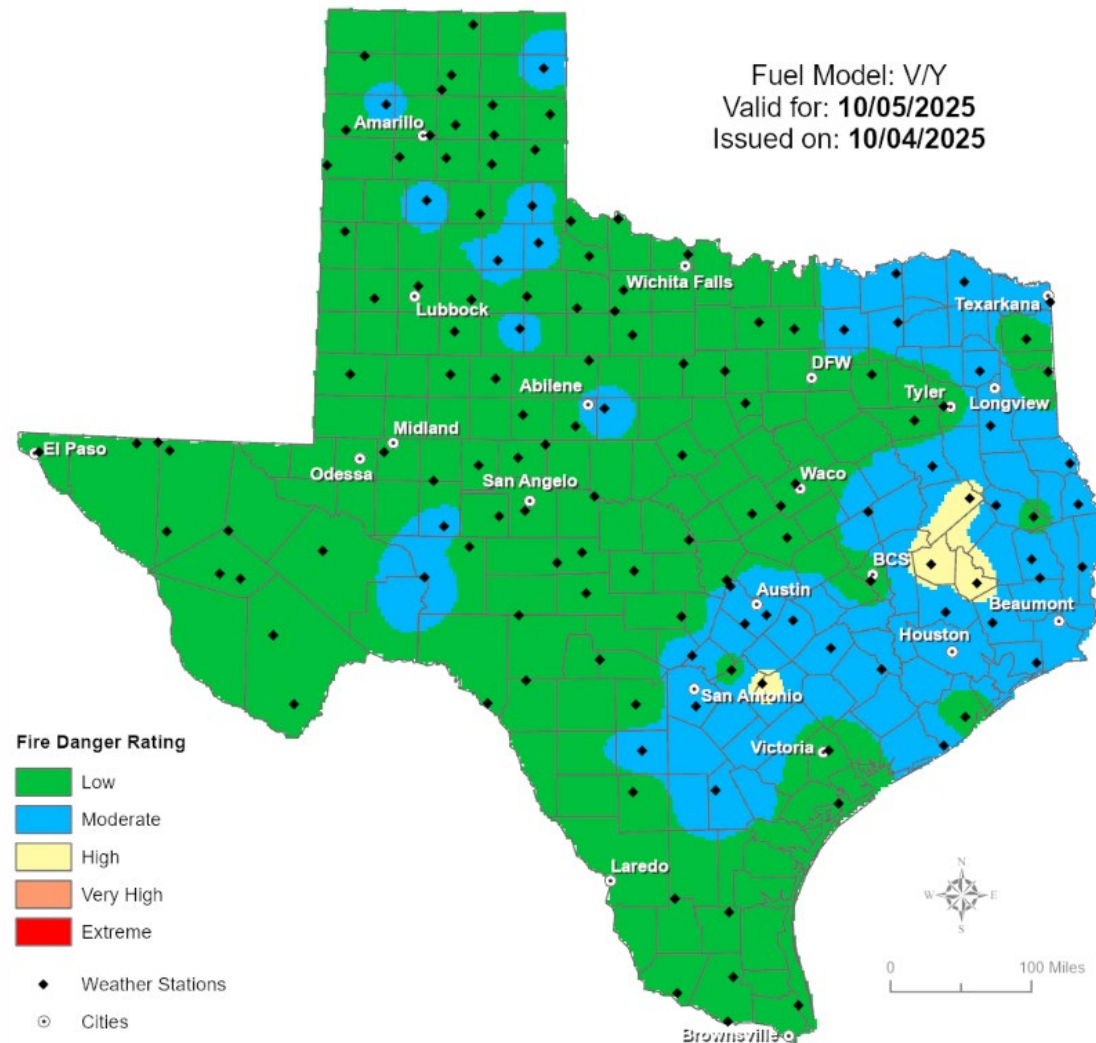 Fuel Model: V/Y
Valid for: 10/05/2025
Issued on: 10/04/2025
Amarillo
Wichita Falls
Lubbock
Texarkana
DFW
Abilene
Tyler
Longview
Midland
El Paso
Odessa
San Angelo
Waco
BCS
Austin
Beaumont
Houston
San Antonio
Victoria
Laredo
Brownsville
Fire Danger Rating
Low
Moderate
High
Very High
Extreme
Weather Stations
Cities
N
W E
S
0 100 Miles